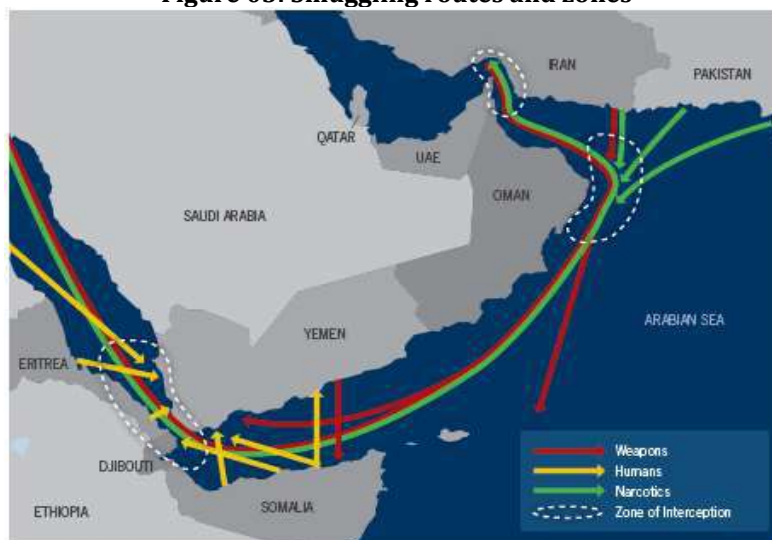 Figure 05: Smuggling routes and zones
IRAN
PAKISTAN
QATAR
UAE
OMAN
SAUDI ARABIA
ARABIAN SEA
YEMEN
ERITREA
DJIBOUTI
SOMALIA
ETHIOPIA
Weapons
Humans
Narcotics
Zone of Interception